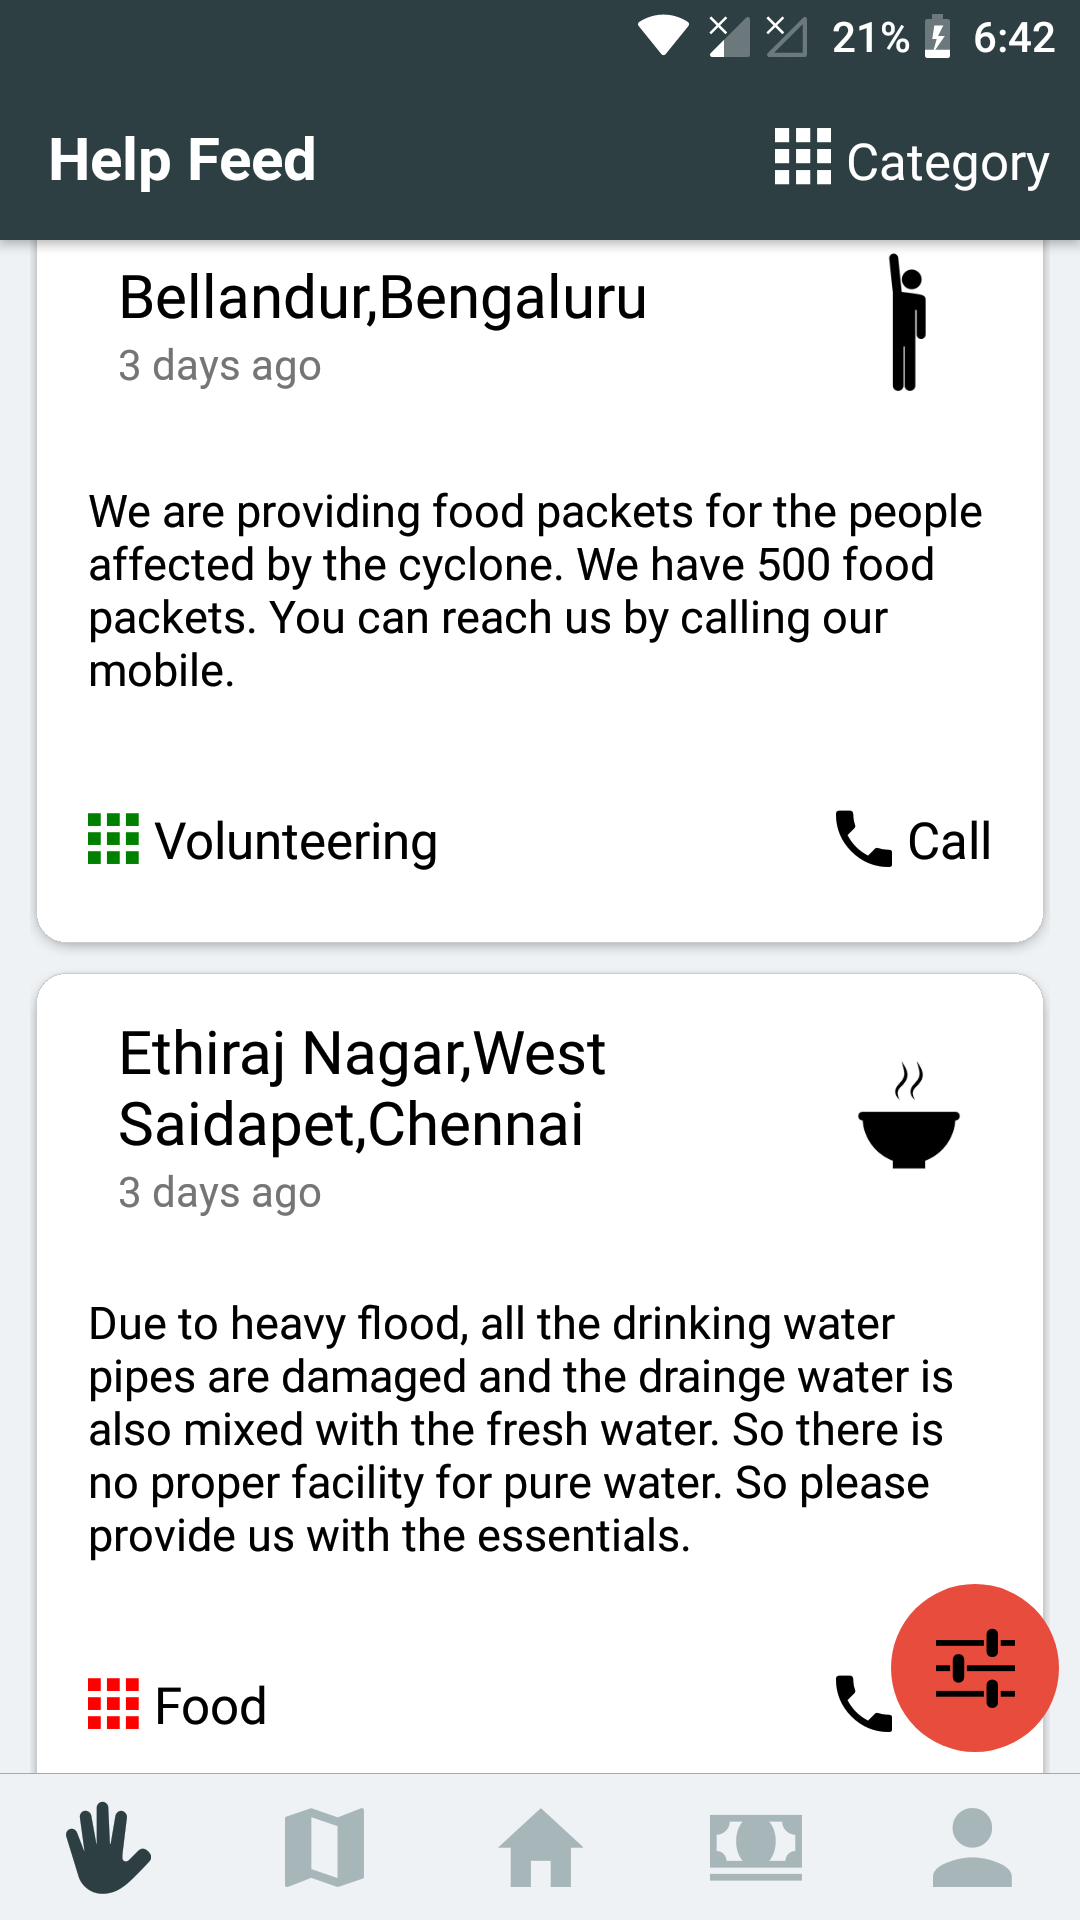 21% 6:42
Help Feed
Category
Bellandur,Bengaluru
3 days ago
We are providing food packets for the people
affected by the cyclone. We have 500 food
packets. You can reach us by calling our
mobile.
Volunteering
Call
Ethiraj Nagar,West
Saidapet,Chennai
3 days ago
Due to heavy flood, all the drinking water
pipes are damaged and the drainge water is
also mixed with the fresh water. So there is
no proper facility for pure water. So please
provide us with the essentials.
Food